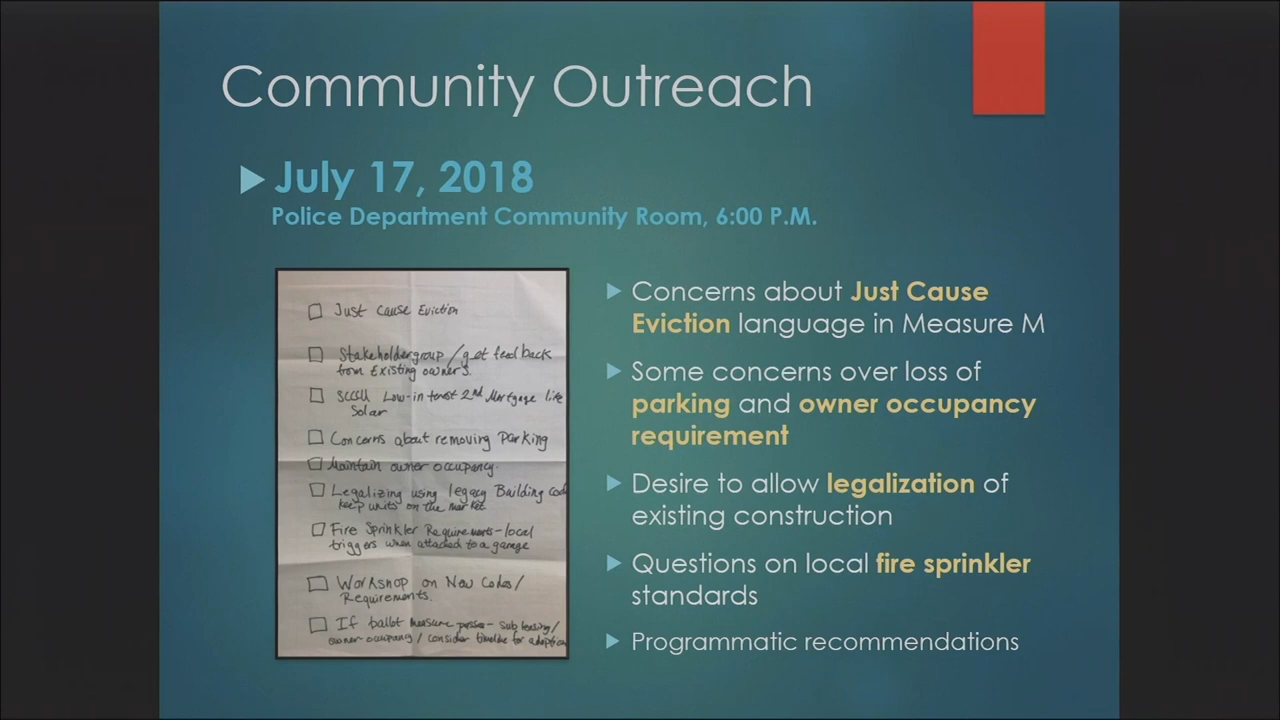 Community Outreach
July 17, 2018
Police Department Community Room, 6:00 P.M.
Just Cause Eviction
Stakeholder group / get feedback
from Existing owners.
SCCSU Low-interest 2nd Mortgage like
Solar
Concerns about removing Parking
Maintain owner occupancy.
Legalizing using legacy Building code
keep units on the market.
Fire Sprinkler Requirements - local
triggers when attached to a garage
Workshop on New Codes/
Requirements.
If ballot measure passes - subleasing/
owner occupancy / consider timeline for adoption
Concerns about Just Cause
Eviction language in Measure M
Some concerns over loss of
parking and owner occupancy
requirement
Desire to allow legalization of
existing construction
Questions on local fire sprinkler
standards
Programmatic recommendations